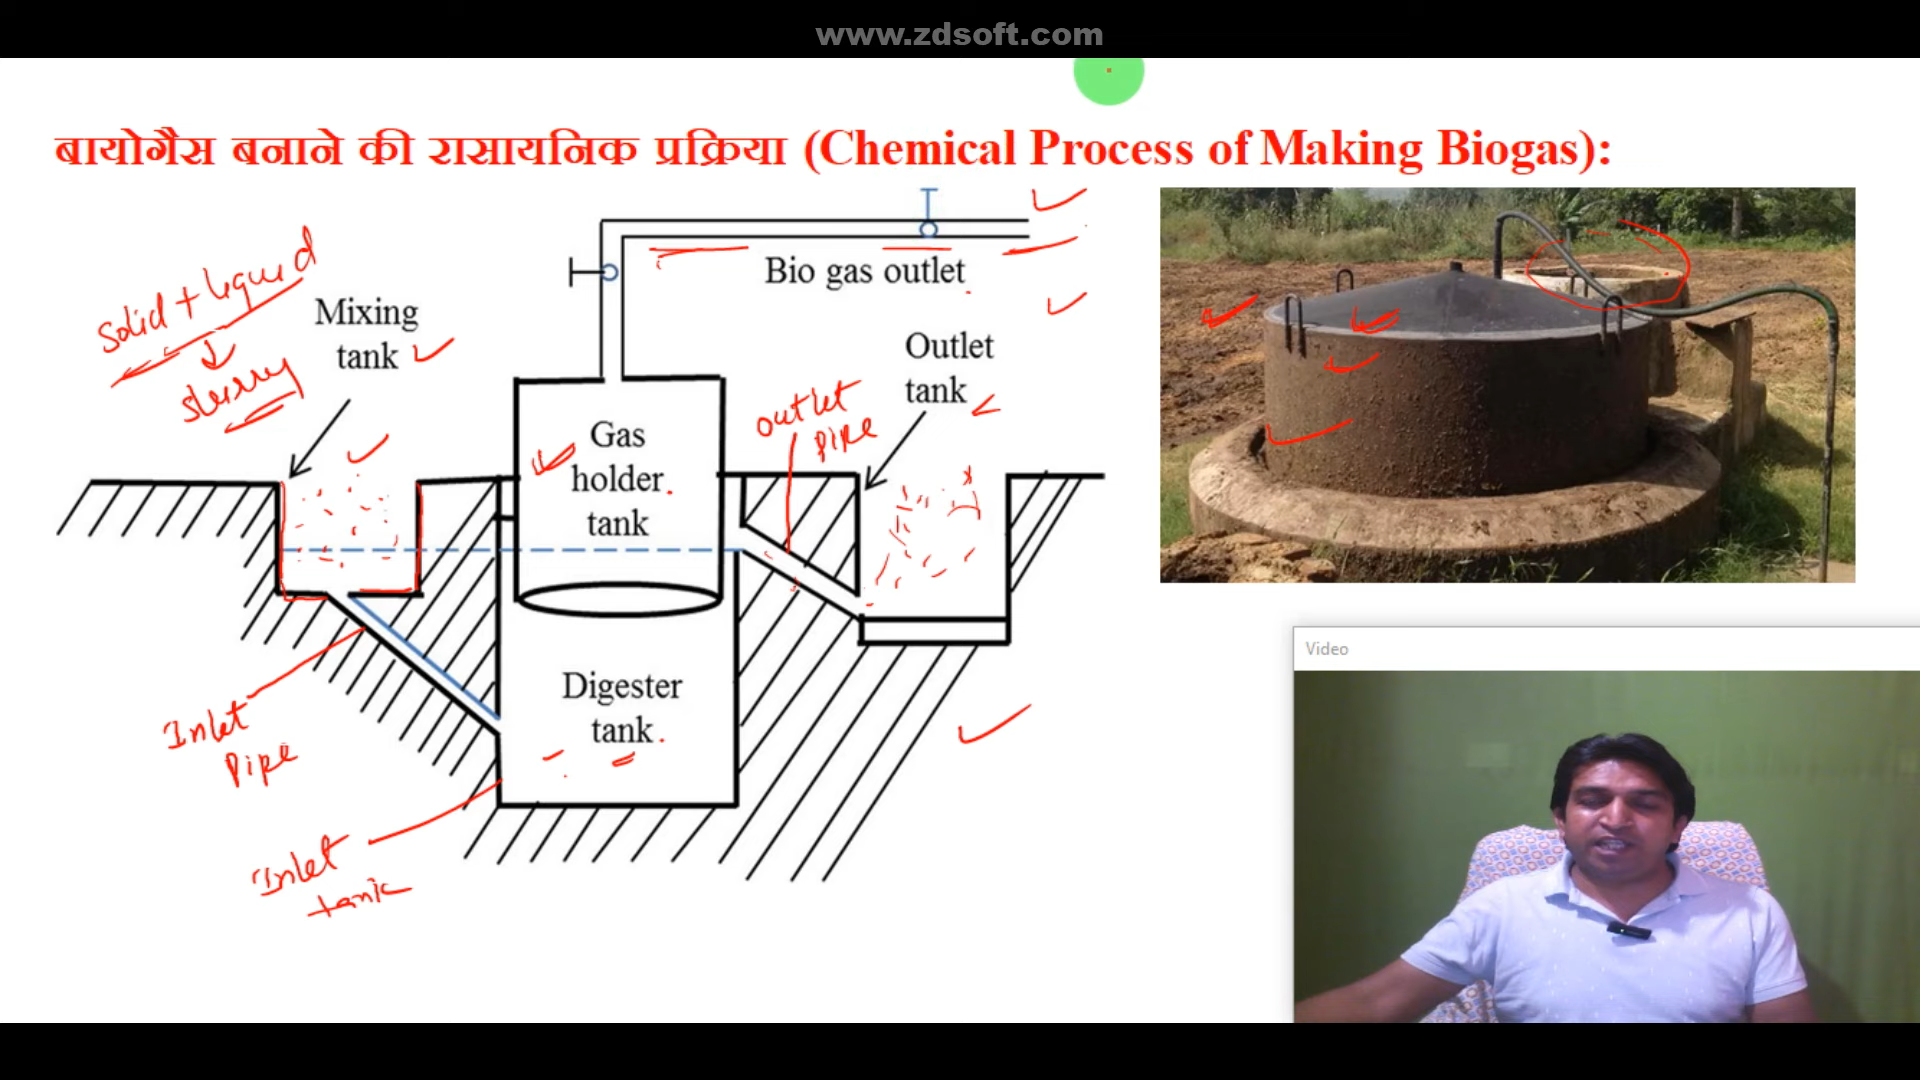 www.zdsoft.com
बायोगैस बनाने की रासायनिक प्रक्रिया (Chemical Process of Making Biogas):
Solid + liquid
slurry
Mixing
tank
Bio gas outlet
Outlet
tank
outlet
pipe
Gas
holder
tank
Digester
tank
Inlet
Pipe
Inlet
tank
Video